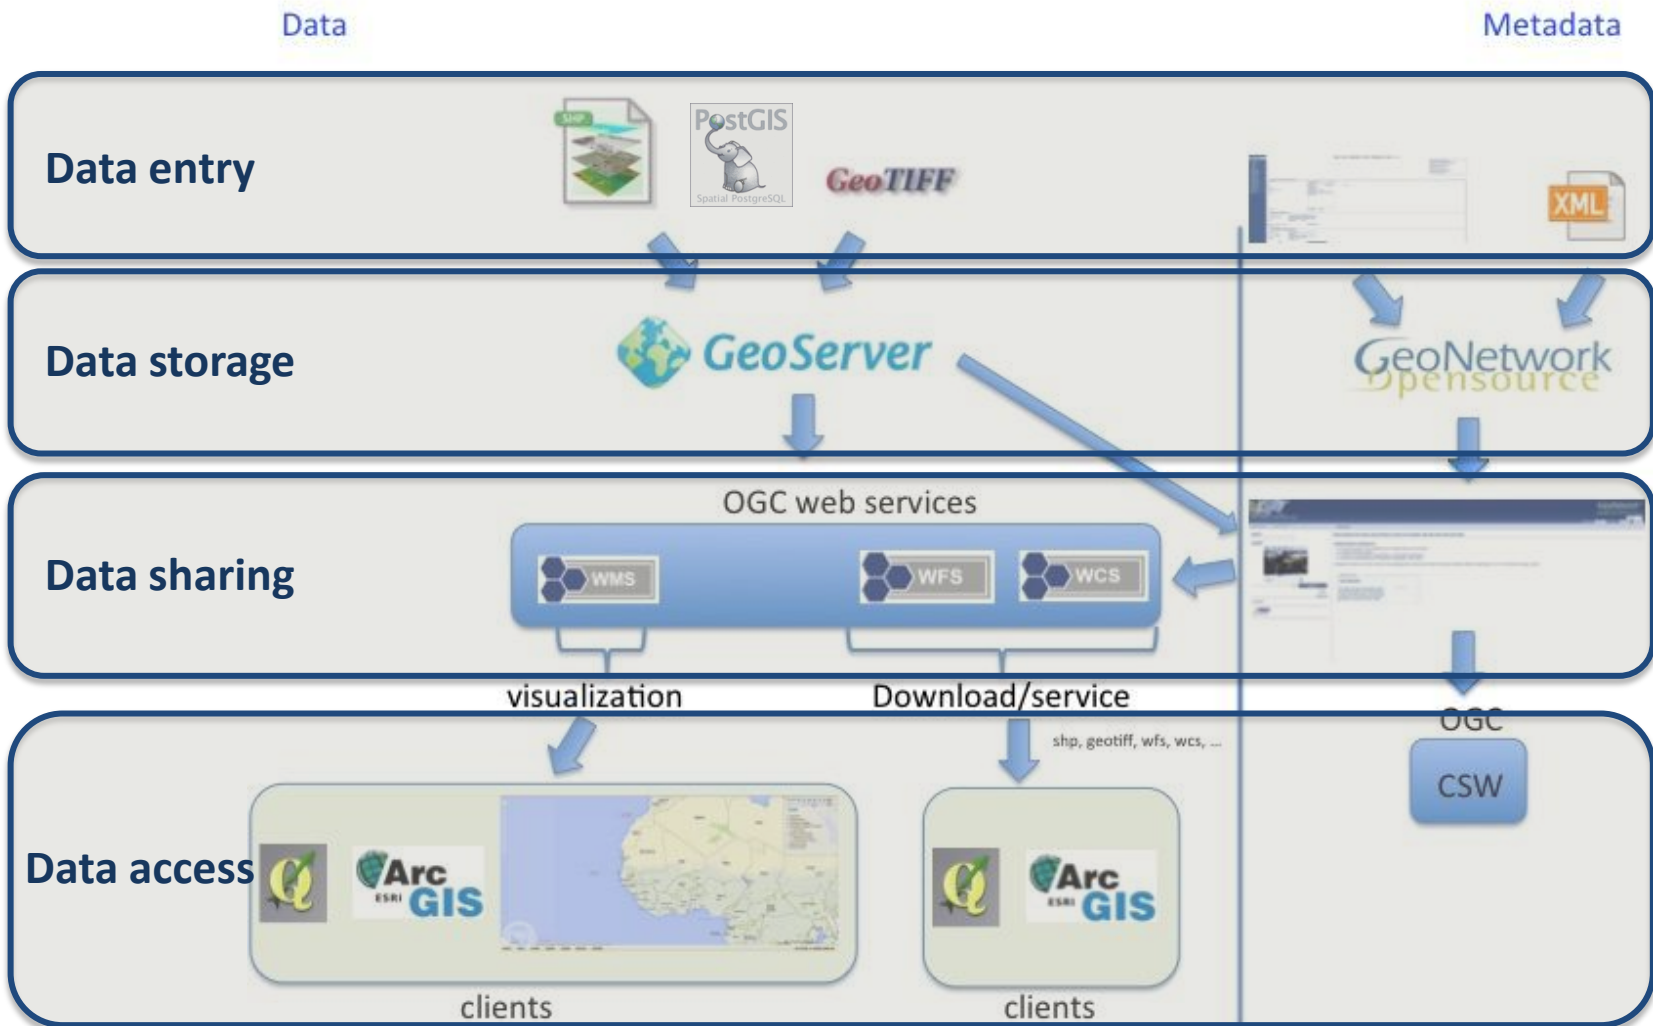 Data
Metadata
Data entry
SHP
PostGIS
Spatial PostgreSQL
GeoTIFF
XML
Data storage
GeoServer
GeoNetwork
Opensource
Data sharing
OGC web services
WMS
WFS
WCS
visualization
Download/service
OGC
shp, geotiff, wfs, wcs, ...
CSW
Data access
Q
Arc
ESRI GIS
Q
Arc
ESRI GIS
clients
clients